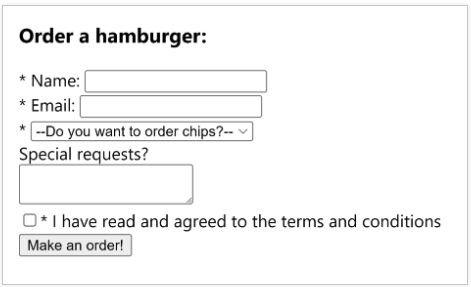 Order a hamburger:
* Name:
* Email:
* --Do you want to order chips?--
Special requests?
* I have read and agreed to the terms and conditions
Make an order!